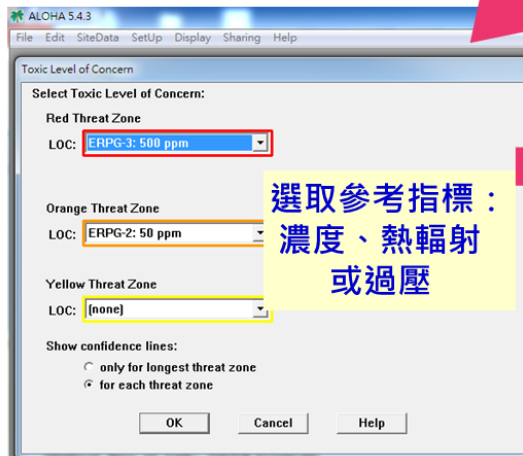 ALOHA 5.4.3
File Edit SiteData SetUp Display Sharing Help
Toxic Level of Concern
Select Toxic Level of Concern:
Red Threat Zone
LOC: ERPG-3: 500 ppm
Orange Threat Zone
LOC: ERPG-2: 50 ppm
Yellow Threat Zone
LOC: (none)
Show confidence lines:
only for longest threat zone
for each threat zone
OK Cancel Help
選取參考指標：
濃度、熱輻射
或過壓